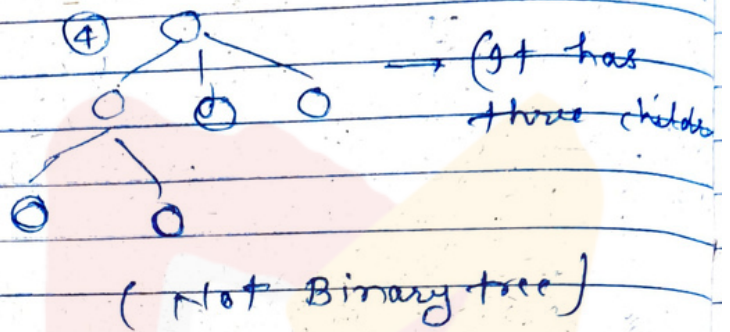 ④
→ (It has
three childs
(Not Binary tree)